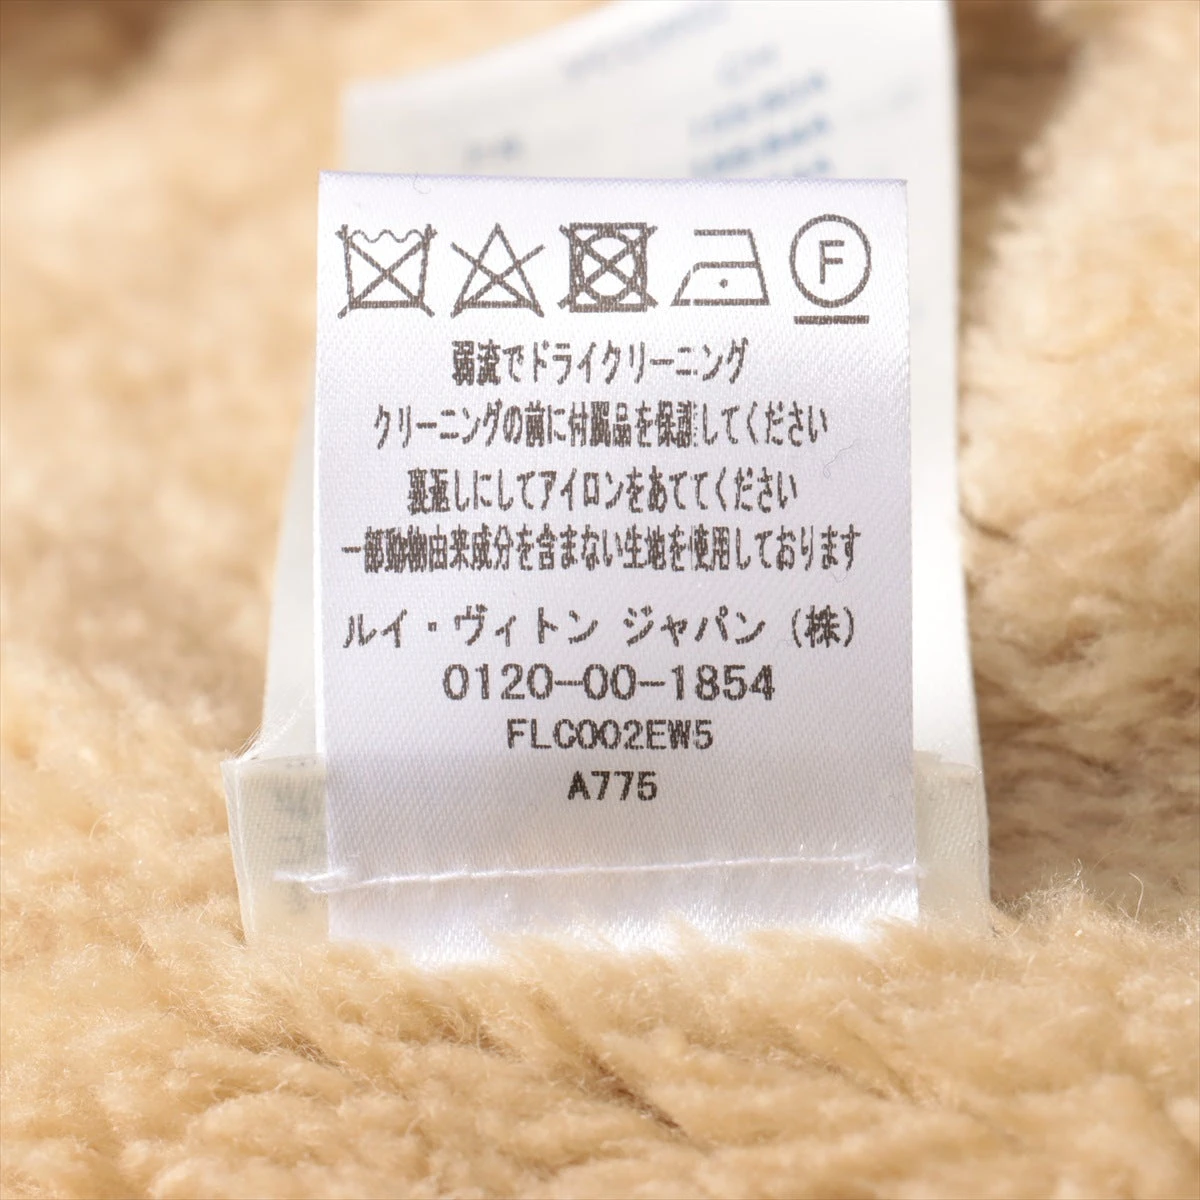 F
弱流でドライクリーニング
クリーニングの前に付属品を保護してください
裏返しにしてアイロンをあててください
一部動物由来成分を含まない生地を使用しております
ルイ・ヴィトン ジャパン (株)
0120-00-1854
FLCO02EW5
A775